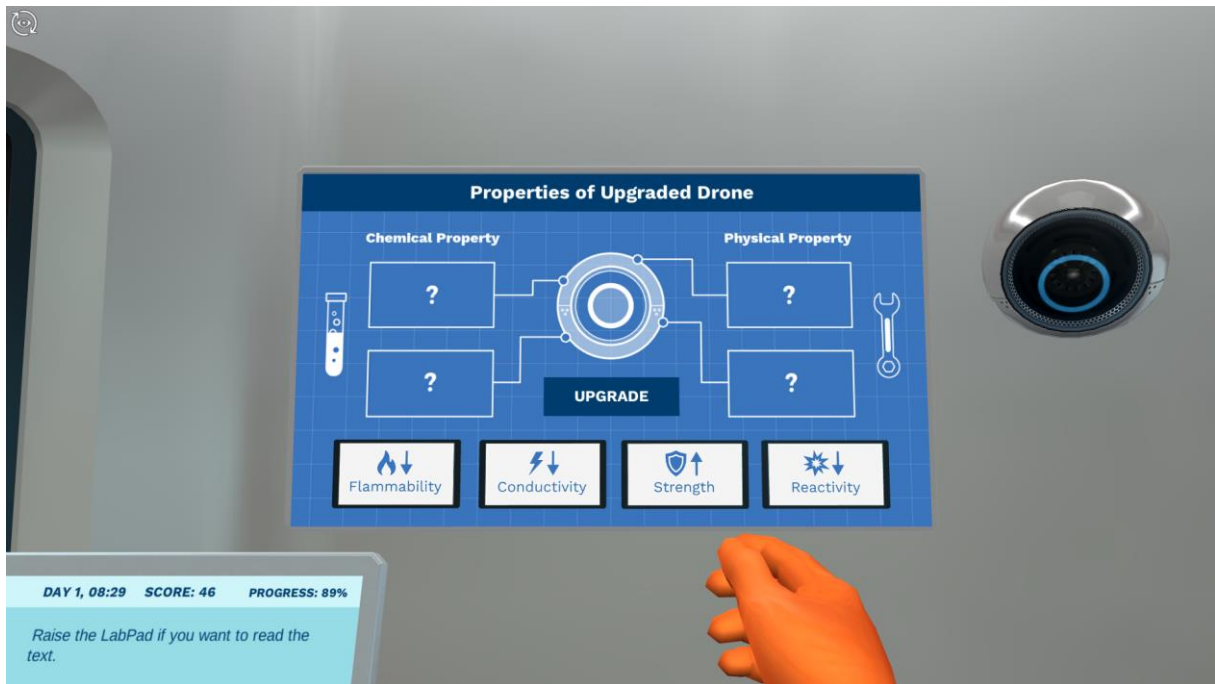 Properties of Upgraded Drone
Chemical Property
Physical Property
?
?
?
?
UPGRADE
Flammability
Conductivity
Strength
Reactivity
DAY 1, 08:29 SCORE: 46 PROGRESS: 89%
Raise the LabPad if you want to read the
text.